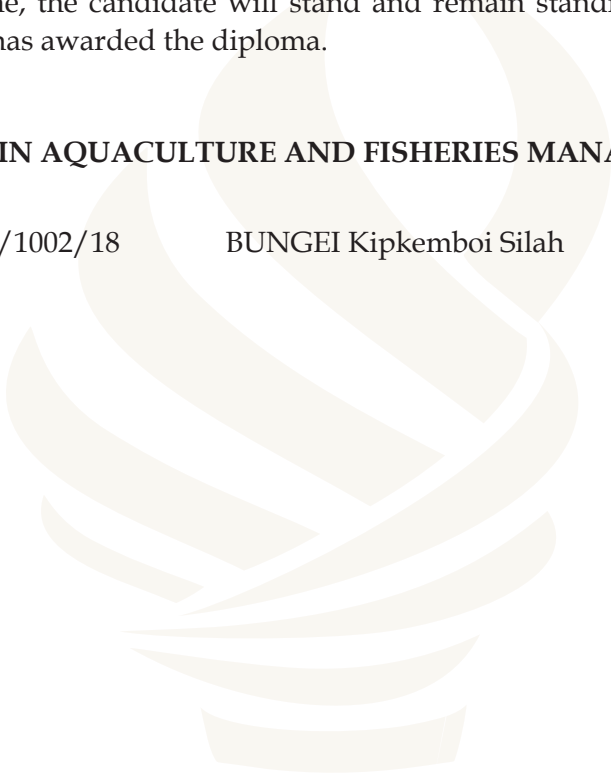 ne, the candidate will stand and remain standi
has awarded the diploma.
IN AQUACULTURE AND FISHERIES MANA
/1002/18 BUNGEI Kipkemboi Silah